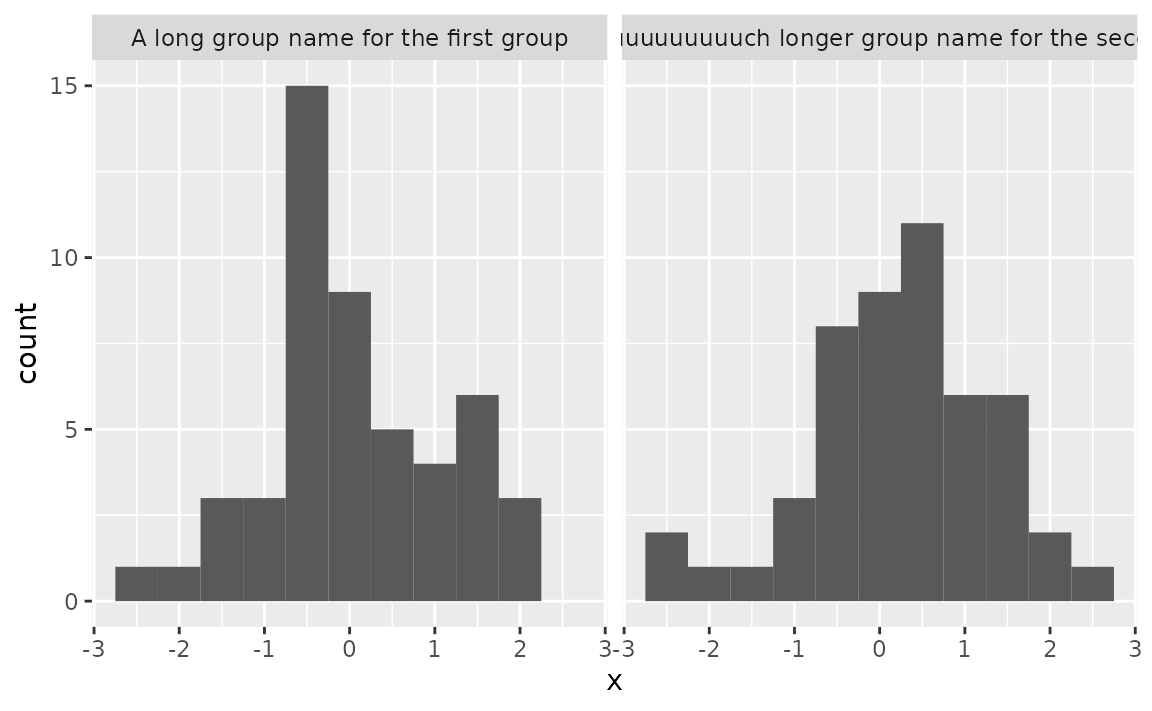 A long group name for the first group
uuuuuuuuch longer group name for the sec
15
10
5
0
count
-3 -2 -1 0 1 2 3
-3 -2 -1 0 1 2 3
x